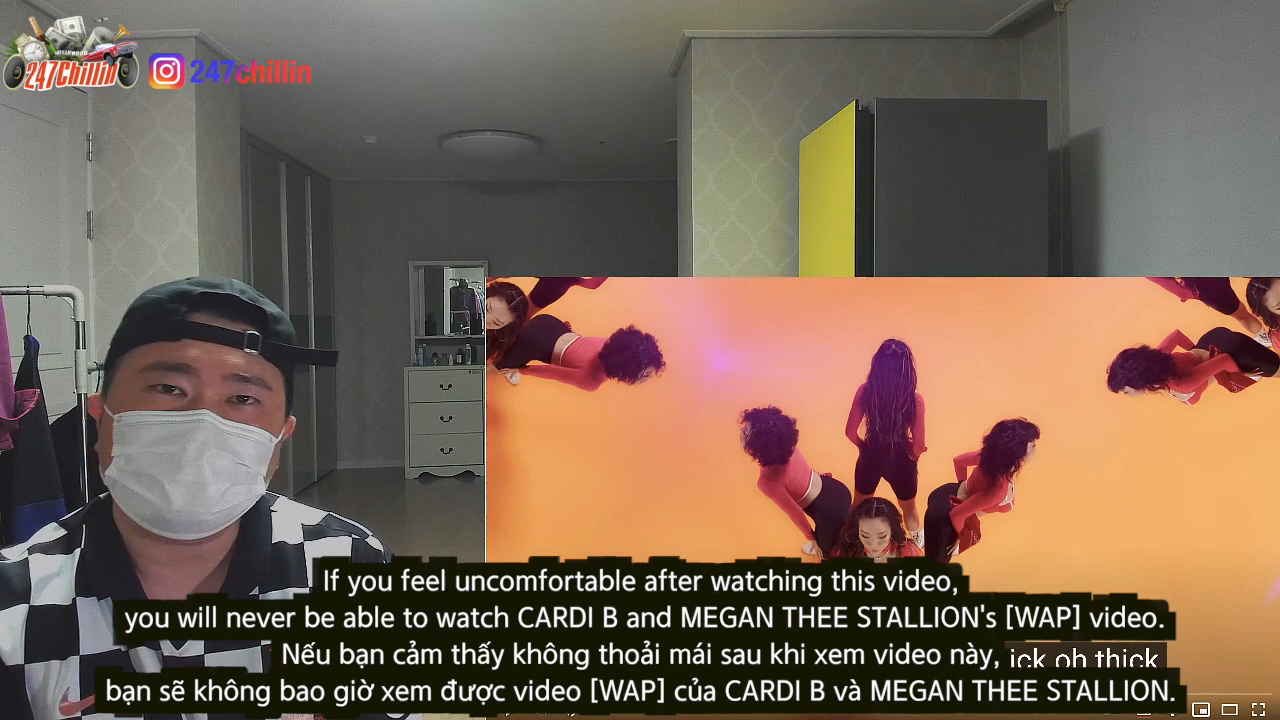 HOLLYWOOD
247Chillin
247chillin
If you feel uncomfortable after watching this video,
you will never be able to watch CARDI B and MEGAN THEE STALLION's [WAP] video.
Nếu bạn cảm thấy không thoải mái sau khi xem video này,
ick oh thick
bạn sẽ không bao giờ xem được video [WAP] của CARDI B và MEGAN THEE STALLION.